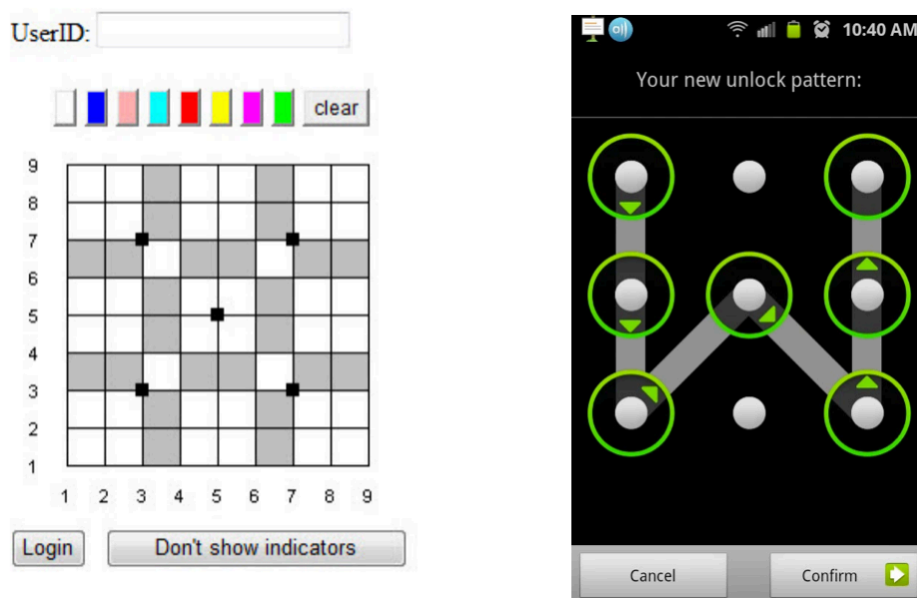 UserID:
clear
9
8
7
6
5
4
3
2
1
1 2 3 4 5 6 7 8 9
Login Don't show indicators
10:40 AM
Your new unlock pattern:
Cancel Confirm